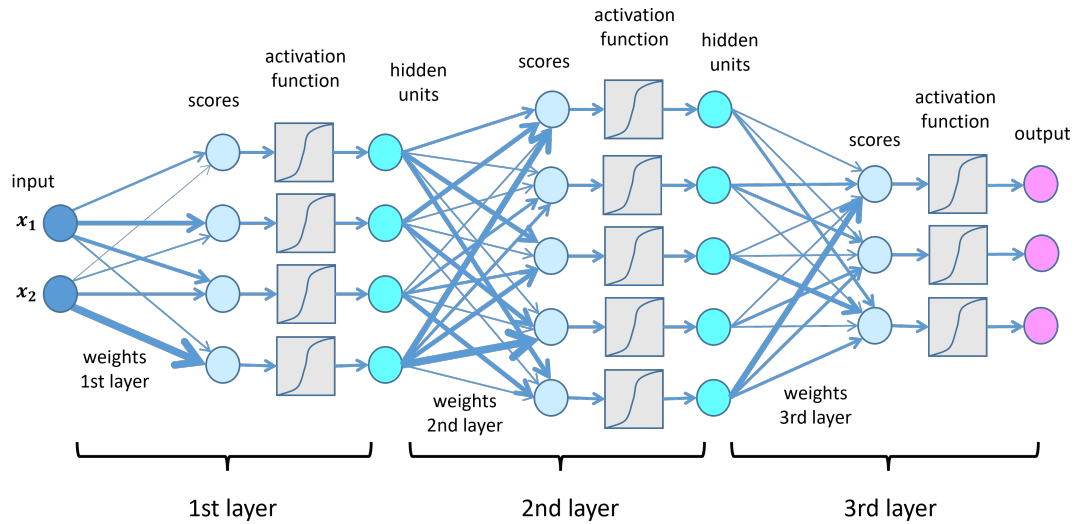 activation
function
hidden
units
scores
input
x₁
x₂
weights
1st layer
1st layer
activation
function
hidden
units
scores
weights
2nd layer
2nd layer
activation
function
scores
output
weights
3rd layer
3rd layer